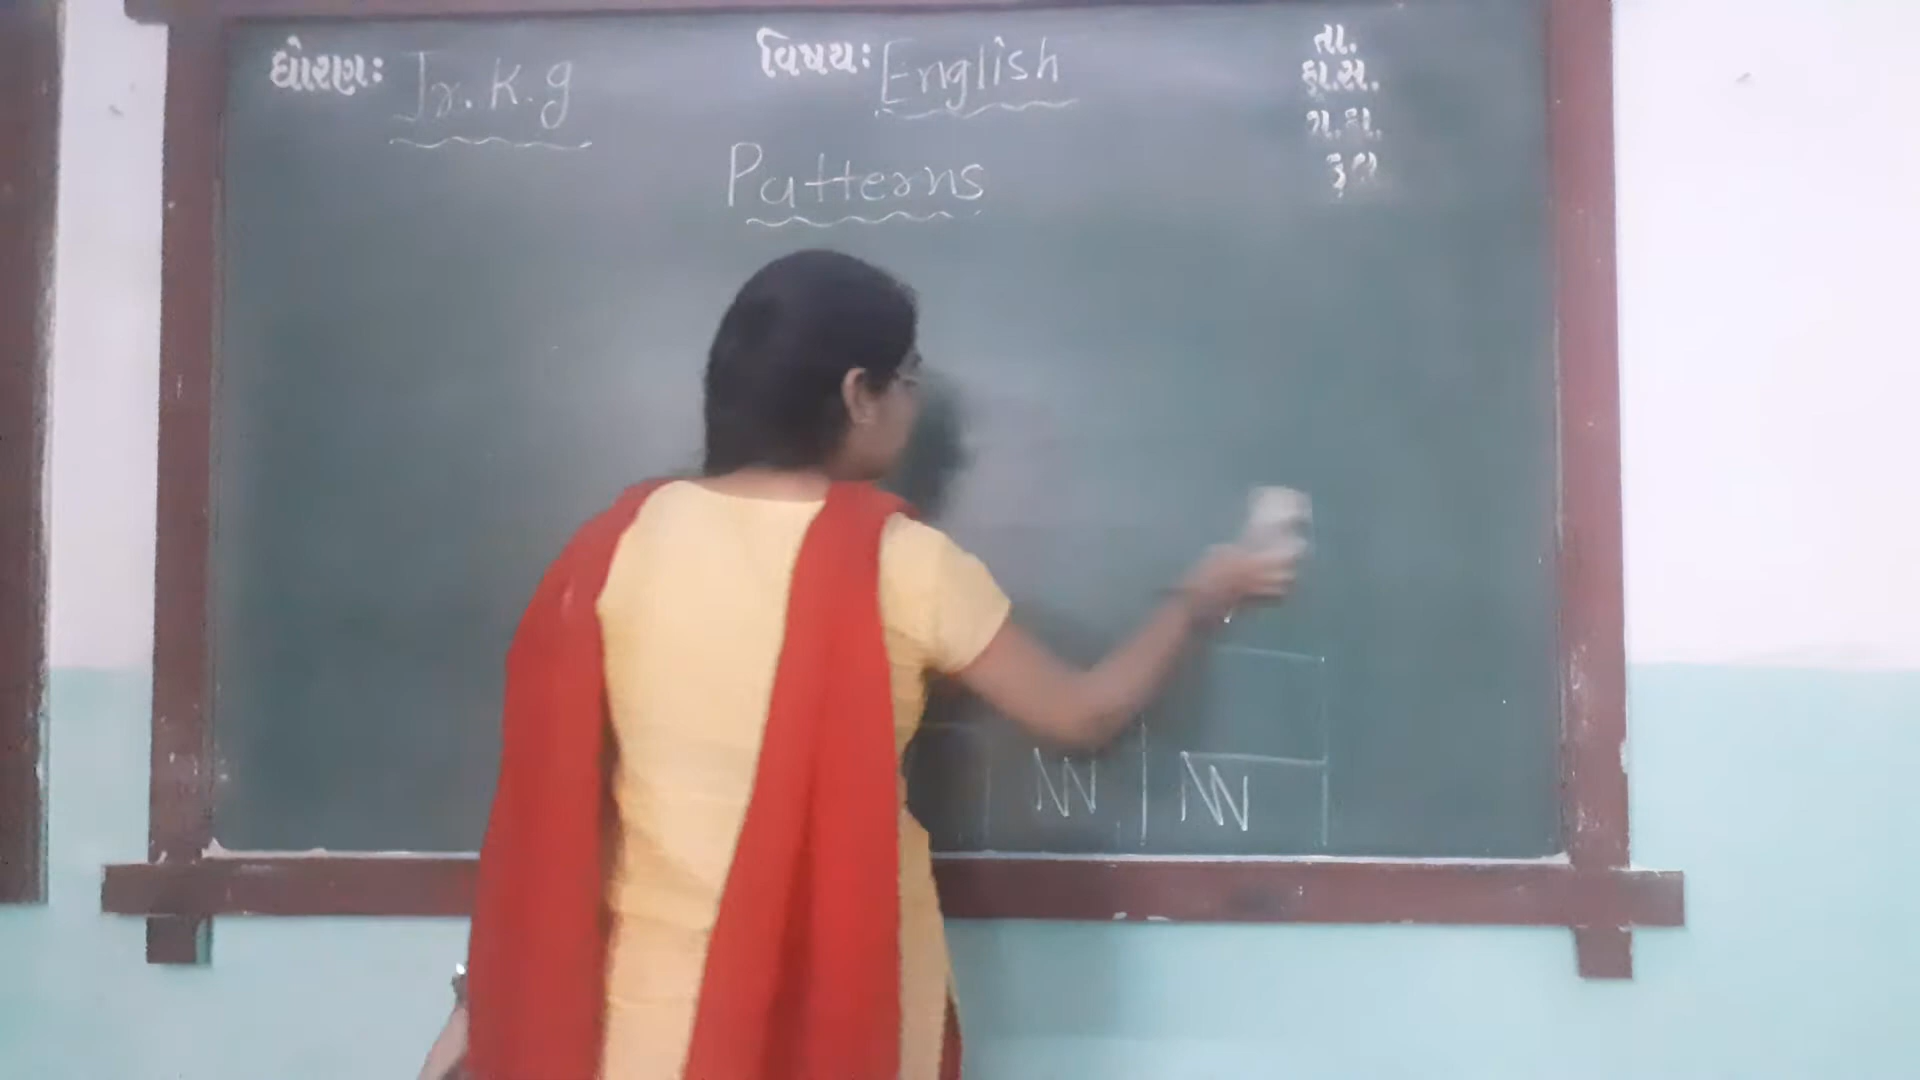 ધોરણઃ Jr. K. g વિષયઃ English
તા.
હા.સ.
ગે.હા.
કુલ
Patterns